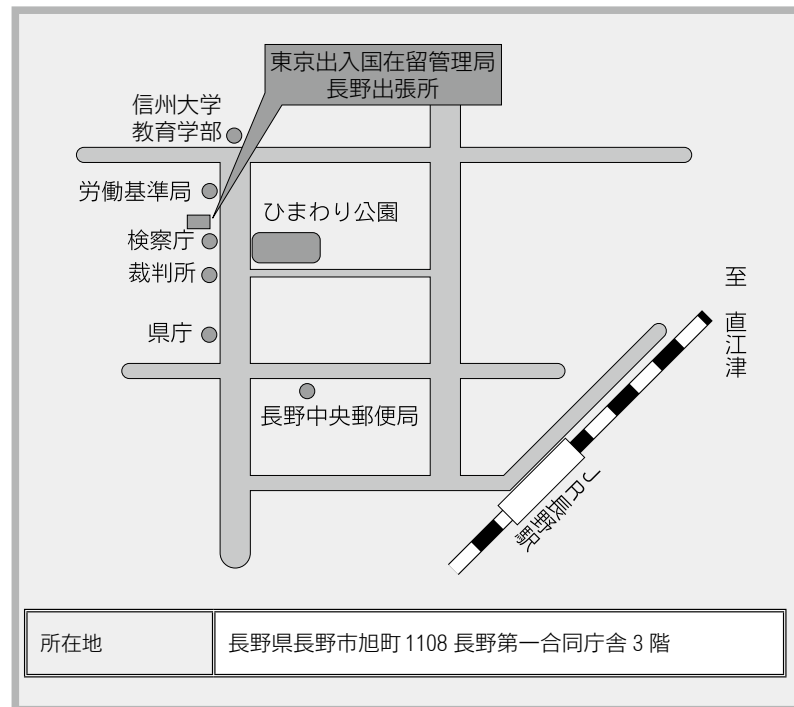 東京出入国在留管理局
長野出張所
信州大学
教育学部
労働基準局
ひまわり公園
検察庁
裁判所
至 直江津
県庁
長野中央郵便局
JR長野駅
所在地
長野県長野市旭町1108 長野第一合同庁舎3階